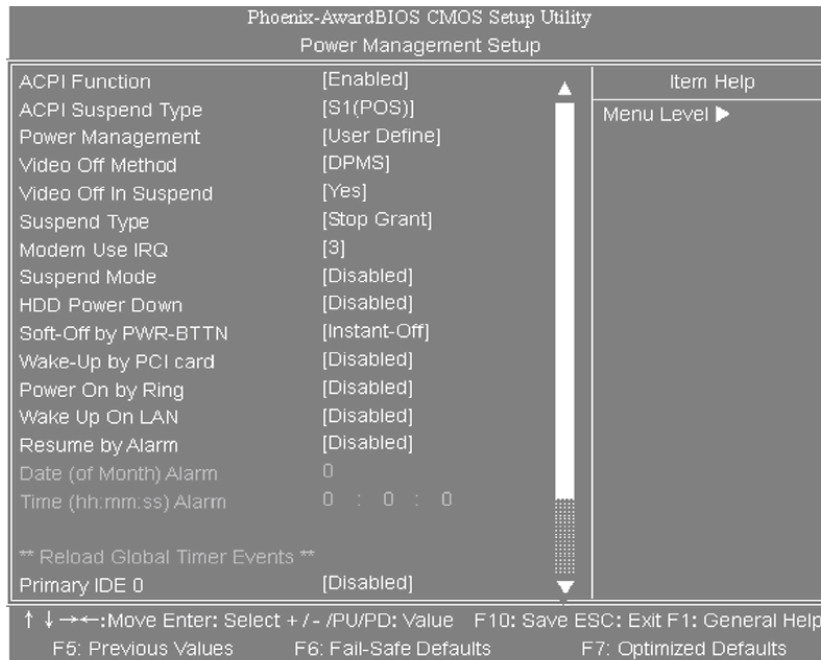 Phoenix-AwardBIOS CMOS Setup Utility
Power Management Setup
ACPI Function [Enabled]
ACPI Suspend Type [S1(POS)]
Power Management [User Define]
Video Off Method [DPMS]
Video Off In Suspend [Yes]
Suspend Type [Stop Grant]
Modem Use IRQ [3]
Suspend Mode [Disabled]
HDD Power Down [Disabled]
Soft-Off by PWR-BTTN [Instant-Off]
Wake-Up by PCI card [Disabled]
Power On by Ring [Disabled]
Wake Up On LAN [Disabled]
Resume by Alarm [Disabled]
Date (of Month) Alarm 0
Time (hh:mm:ss) Alarm 0 : 0 : 0
** Reload Global Timer Events **
Primary IDE 0 [Disabled]
Item Help
Menu Level ▶
↑ ↓→←:Move Enter: Select + / - /PU/PD: Value F10: Save ESC: Exit F1: General Help
F5: Previous Values F6: Fail-Safe Defaults F7: Optimized Defaults